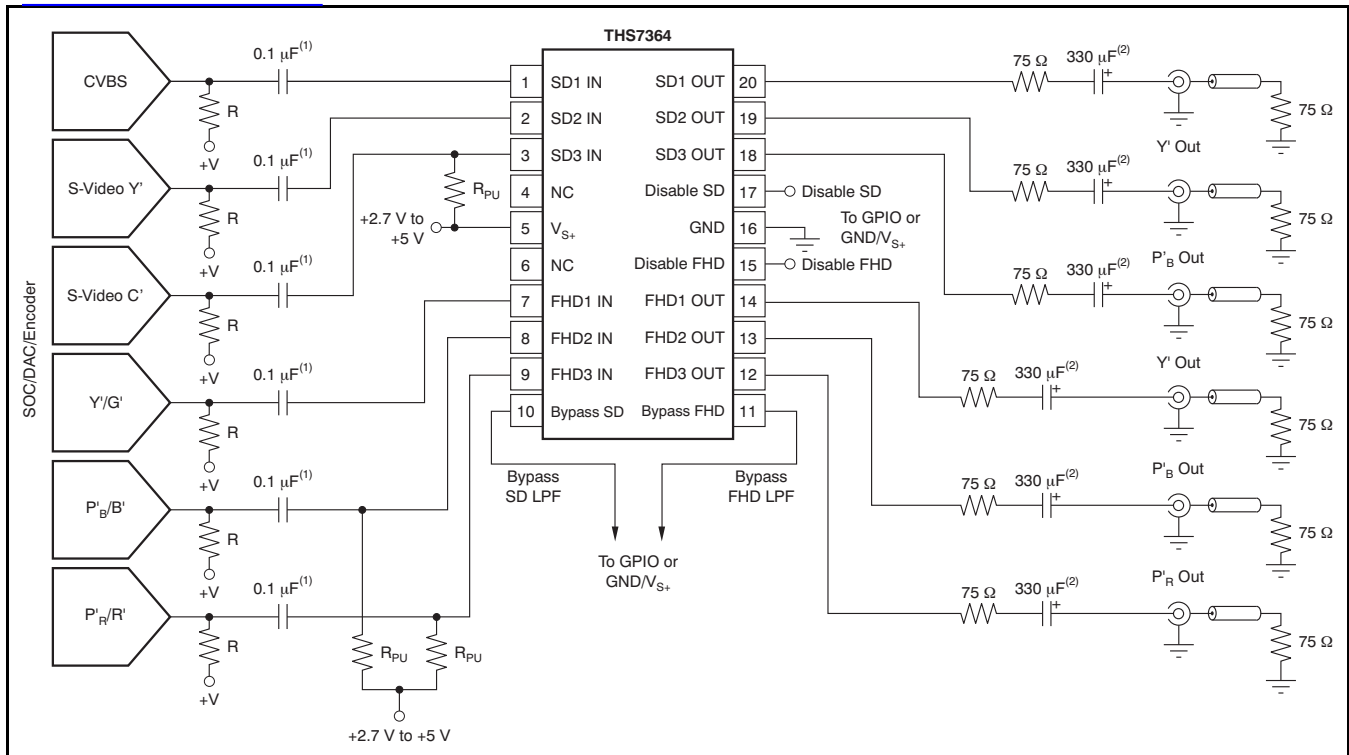 THS7364
SOC/DAC/Encoder
CVBS
R
+V
0.1 μF(1)
S-Video Y'
R
+V
0.1 μF(1)
S-Video C'
R
+V
0.1 μF(1)
Y'/G'
R
+V
0.1 μF(1)
P'B/B'
R
+V
0.1 μF(1)
P'R/R'
R
+V
0.1 μF(1)
RPU
+2.7 V to
+5 V
RPU
RPU
+2.7 V to +5 V
1 SD1 IN
2 SD2 IN
3 SD3 IN
4 NC
5 VS+
6 NC
7 FHD1 IN
8 FHD2 IN
9 FHD3 IN
10 Bypass SD
SD1 OUT 20
SD2 OUT 19
SD3 OUT 18
Disable SD 17
GND 16
Disable FHD 15
FHD1 OUT 14
FHD2 OUT 13
FHD3 OUT 12
Bypass FHD 11
Bypass
SD LPF
Bypass
FHD LPF
To GPIO or
GND/VS+
Disable SD
To GPIO or
GND/VS+
Disable FHD
75 Ω
330 μF(2)
+
75 Ω
Y' Out
75 Ω
330 μF(2)
+
75 Ω
P'B Out
75 Ω
330 μF(2)
+
75 Ω
Y' Out
75 Ω
330 μF(2)
+
75 Ω
P'B Out
75 Ω
330 μF(2)
+
75 Ω
P'R Out
75 Ω
330 μF(2)
+
75 Ω